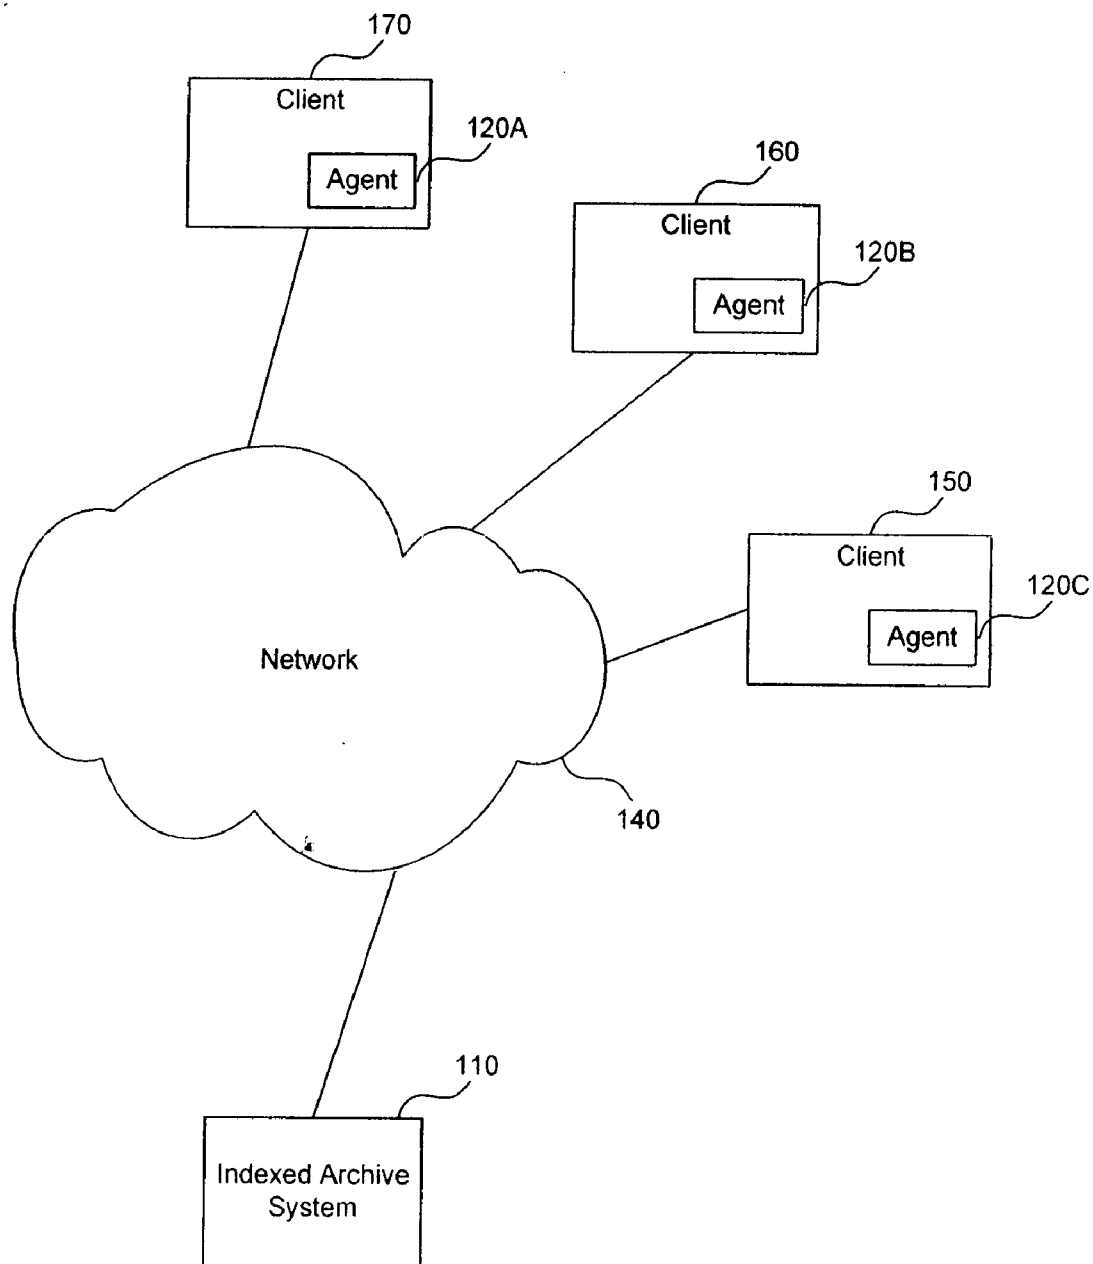 170
Client
120A
Agent
160
Client
120B
Agent
150
Client
120C
Agent
Network
140
110
Indexed Archive
System